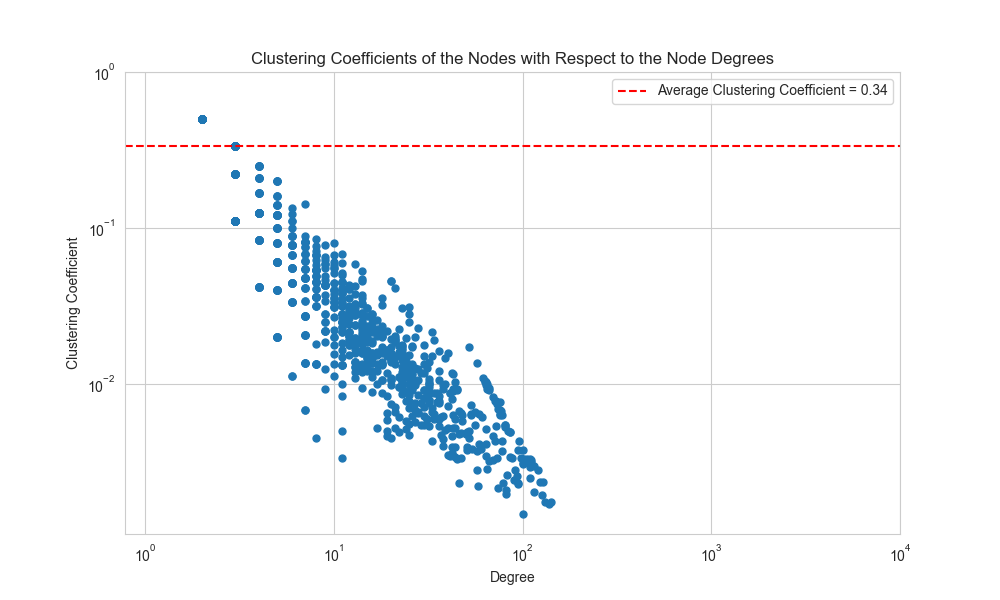 Clustering Coefficients of the Nodes with Respect to the Node Degrees
Average Clustering Coefficient = 0.34
Clustering Coefficient
10⁰
10⁻¹
10⁻²
10⁰ 10¹ 10² 10³ 10⁴
Degree